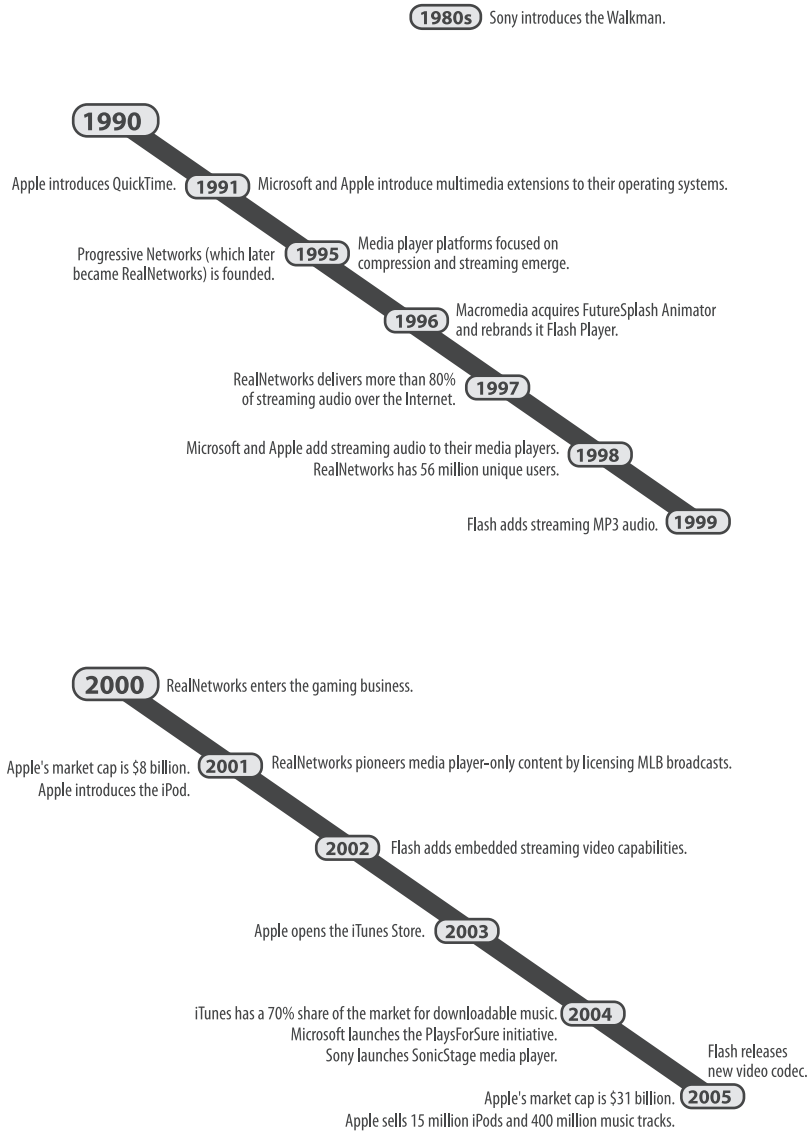 1980s Sony introduces the Walkman.
1990
Apple introduces QuickTime. 1991 Microsoft and Apple introduce multimedia extensions to their operating systems.
Progressive Networks (which later
became RealNetworks) is founded.
1995
Media player platforms focused on
compression and streaming emerge.
1996
Macromedia acquires FutureSplash Animator
and rebrands it Flash Player.
RealNetworks delivers more than 80%
of streaming audio over the Internet.
1997
Microsoft and Apple add streaming audio to their media players.
RealNetworks has 56 million unique users.
1998
Flash adds streaming MP3 audio. 1999
2000 RealNetworks enters the gaming business.
Apple's market cap is $8 billion.
Apple introduces the iPod.
2001
RealNetworks pioneers media player-only content by licensing MLB broadcasts.
2002 Flash adds embedded streaming video capabilities.
Apple opens the iTunes Store. 2003
iTunes has a 70% share of the market for downloadable music.
Microsoft launches the PlaysForSure initiative.
Sony launches SonicStage media player.
2004
Flash releases
new video codec.
Apple's market cap is $31 billion. 2005
Apple sells 15 million iPods and 400 million music tracks.